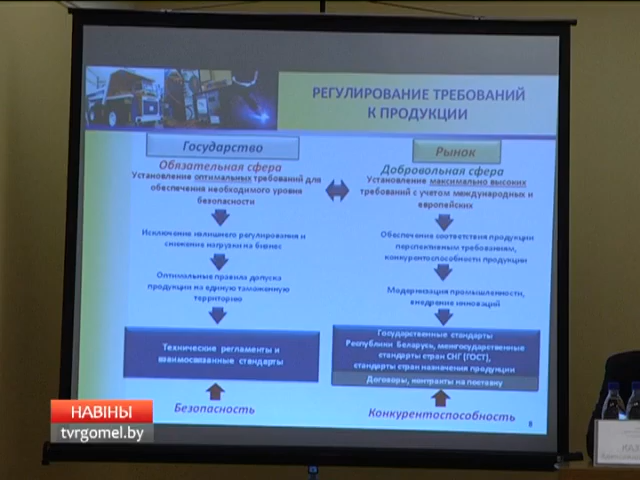 РЕГУЛИРОВАНИЕ ТРЕБОВАНИЙ
К ПРОДУКЦИИ
Государство
Обязательная сфера
Установление оптимальных требований для
обеспечения необходимого уровня
безопасности
Исключение излишнего регулирования и
снижение нагрузки на бизнес
Оптимальные правила допуска
продукции на единую таможенную
территорию
Технические регламенты и
взаимосвязанные стандарты
Безопасность
Рынок
Добровольная сфера
Установление максимально высоких
требований с учетом международных и
европейских
Обеспечение соответствия продукции
перспективным требованиям,
конкурентоспособности продукции
Модернизация промышленности,
внедрение инноваций
Государственные стандарты
Республики Беларусь, межгосударственные
стандарты стран СНГ (ГОСТ),
стандарты стран назначения продукции
Договоры, контракты на поставку
Конкурентоспособность
8
НАВІНЫ
tvrgomel.by